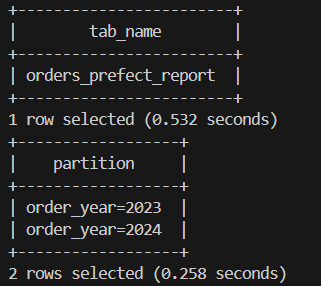 +-------------------------+
|        tab_name         |
+-------------------------+
| orders_prefect_report  |
+-------------------------+
1 row selected (0.532 seconds)
+------------------+
|    partition     |
+------------------+
| order_year=2023  |
| order_year=2024  |
+------------------+
2 rows selected (0.258 seconds)